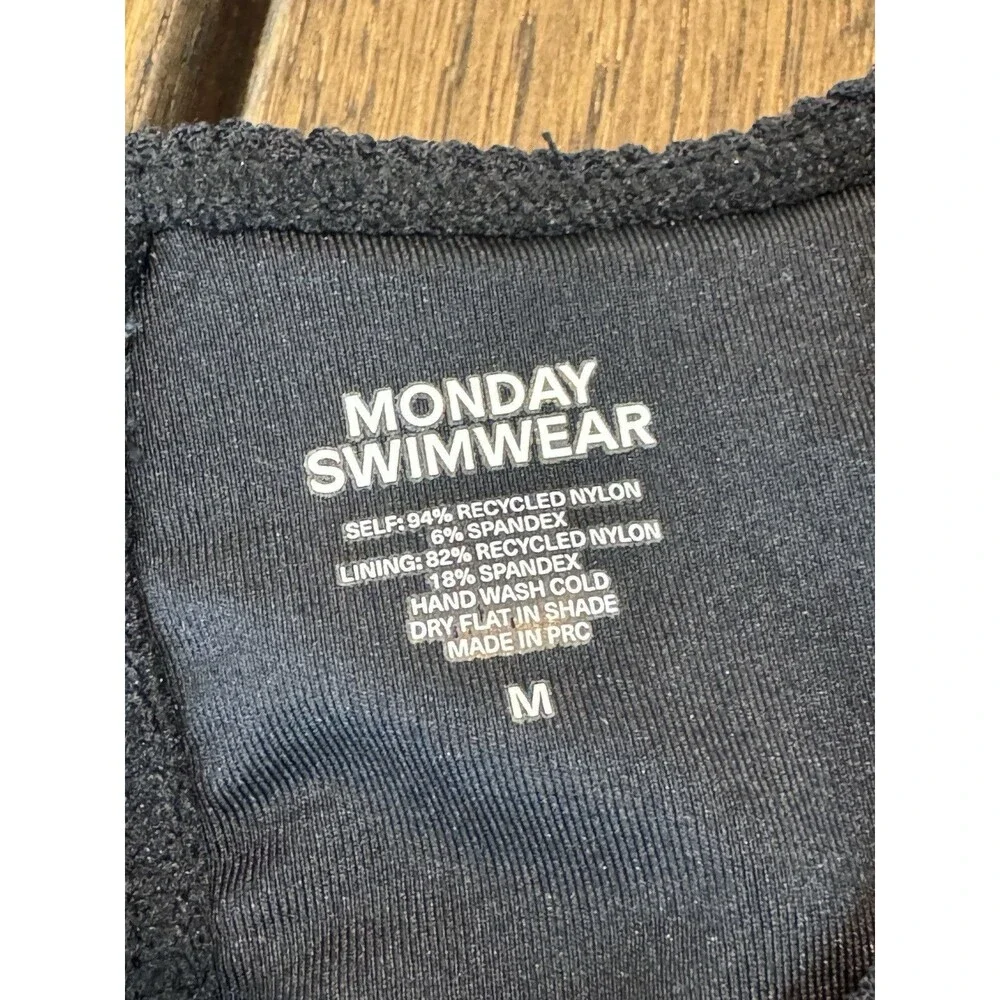 MONDAY
SWIMWEAR
SELF: 94% RECYCLED NYLON
6% SPANDEX
LINING: 82% RECYCLED NYLON
18% SPANDEX
HAND WASH COLD
DRY FLAT IN SHADE
MADE IN PRC
M